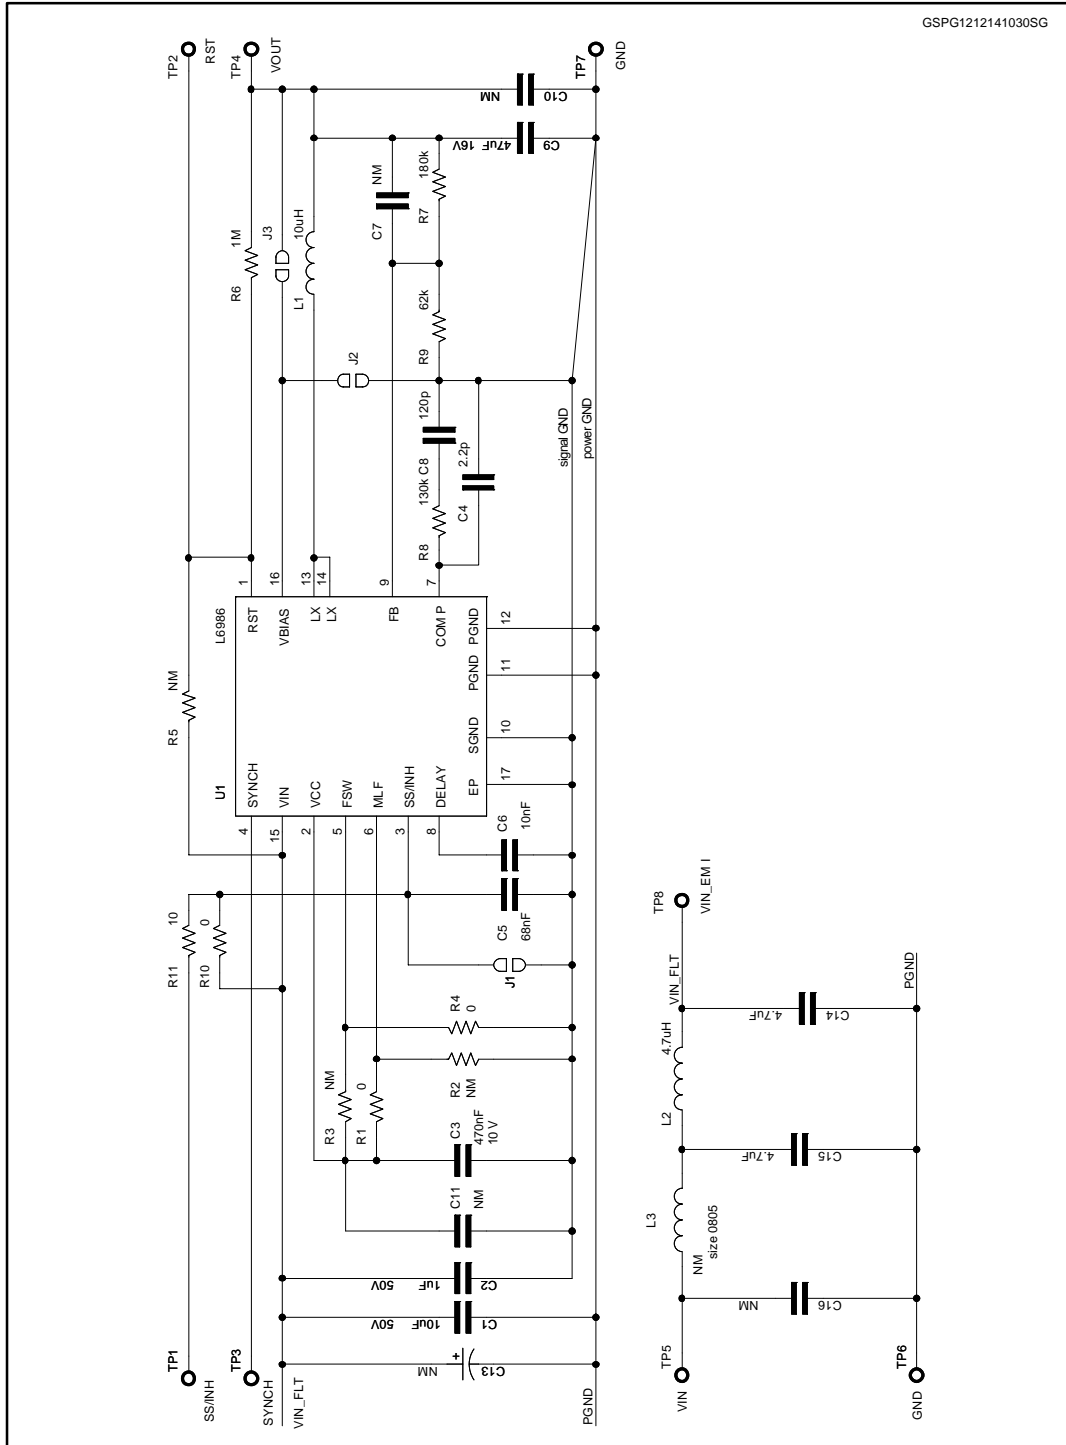 GSPG1212141030SG
TP2
RST
TP4
VOUT
TP7
GND
NM
C10
47uF 16V
C9
180k
R7
NM
C7
1M
R6
J3
10uH
L1
62k
R9
J2
120p
130k C8
R8
2.2p
C4
signal GND
power GND
1
16
13
14
9
7
L6986
RST
VBIAS
LX
LX
FB
COMP
PGND
12
PGND
11
SGND
10
EP
17
U1
SYNCH
VIN
VCC
FSW
MLF
SS/INH
DELAY
4
15
2
5
6
3
8
NM
R5
C6
10nF
C5
68nF
10
R11
0
R10
J1
R4
0
R2
NM
NM
R3
0
R1
C3
470nF
10 V
C11
NM
50V
1uF
C2
50V
10uF
C1
NM
+
C13
TP1
SS/INH
TP3
SYNCH
VIN_FLT
PGND
TP8
VIN_EMI
VIN_FLT
PGND
4.7uH
L2
4.7uF
C14
4.7uF
C15
L3
NM
size 0805
NM
C16
TP5
VIN
TP6
GND